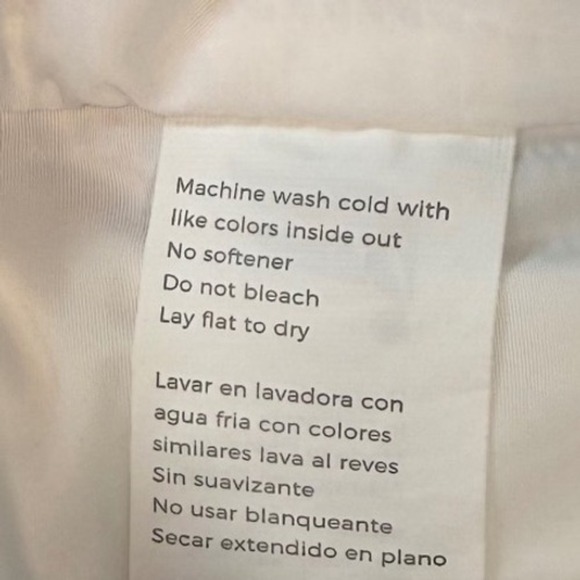 Machine wash cold with
like colors inside out
No softener
Do not bleach
Lay flat to dry
Lavar en lavadora con
agua fria con colores
similares lava al reves
Sin suavizante
No usar blanqueante
Secar extendido en plano